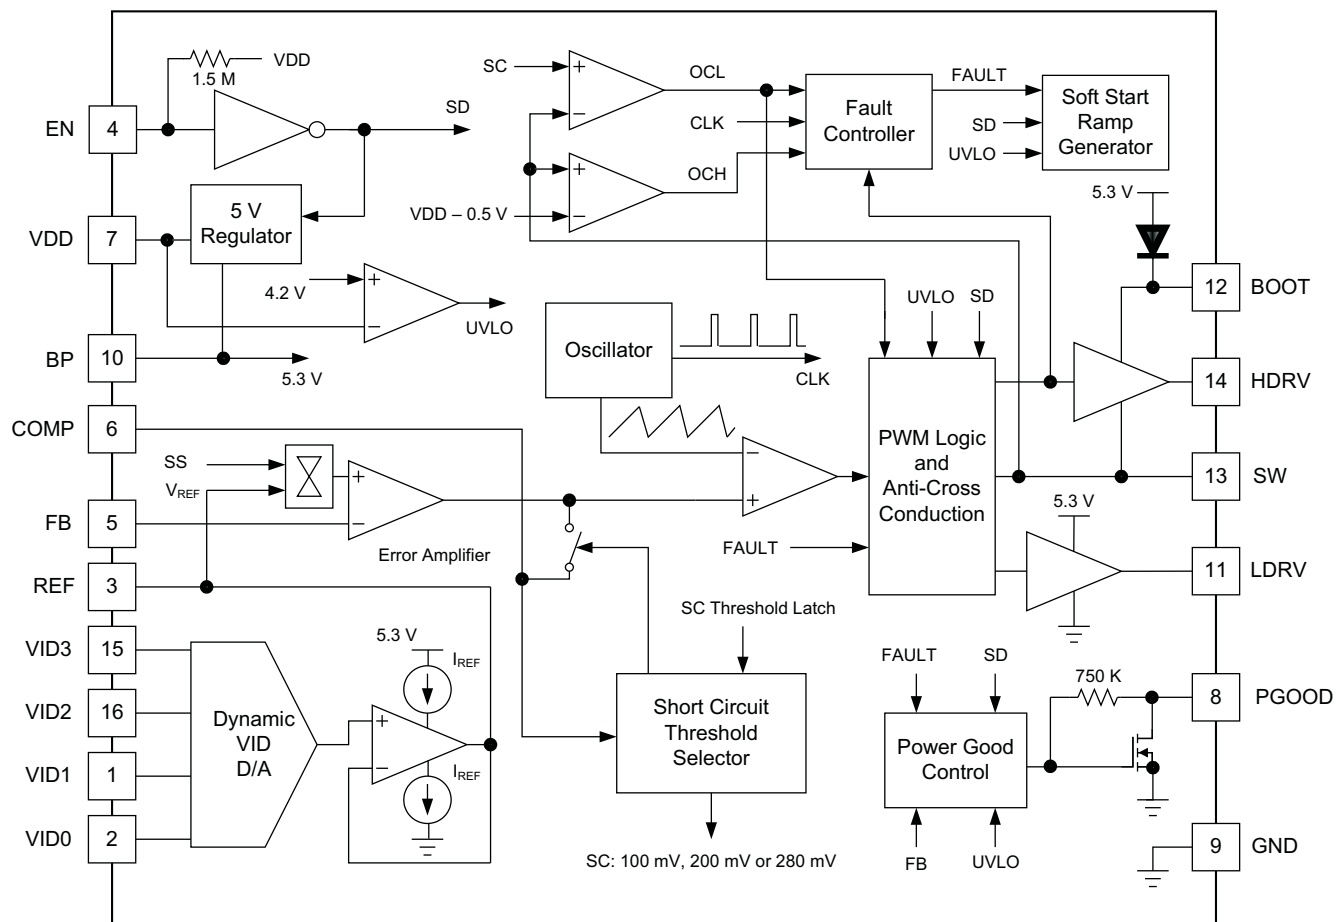 VDD
1.5 M
EN
4
SD
SC
+
−
OCL
CLK
Fault
Controller
FAULT
SD
UVLO
Soft Start
Ramp
Generator
+
−
OCH
VDD – 0.5 V
5.3 V
VDD
7
5 V
Regulator
4.2 V
+
−
UVLO
12
BOOT
BP
10
5.3 V
Oscillator
CLK
UVLO
SD
14
HDRV
COMP
6
SS
VREF
+
−
Error Amplifier
−
+
PWM Logic
and
Anti-Cross
Conduction
FAULT
13
SW
5.3 V
FB
5
REF
3
11
LDRV
VID3
15
VID2
16
VID1
1
VID0
2
Dynamic
VID
D/A
5.3 V
IREF
+
−
IREF
SC Threshold Latch
Short Circuit
Threshold
Selector
SC: 100 mV, 200 mV or 280 mV
FAULT
SD
Power Good
Control
FB
UVLO
750 K
8
PGOOD
9
GND